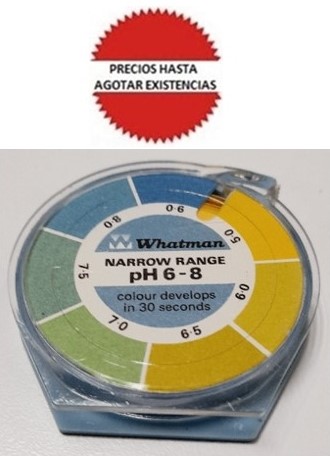 PRECIOS HASTA
AGOTAR EXISTENCIAS
Whatman
NARROW RANGE
pH 6-8
colour develops
in 30 seconds
5·0
6·0
6·5
7·0
7·5
8·0
9·0